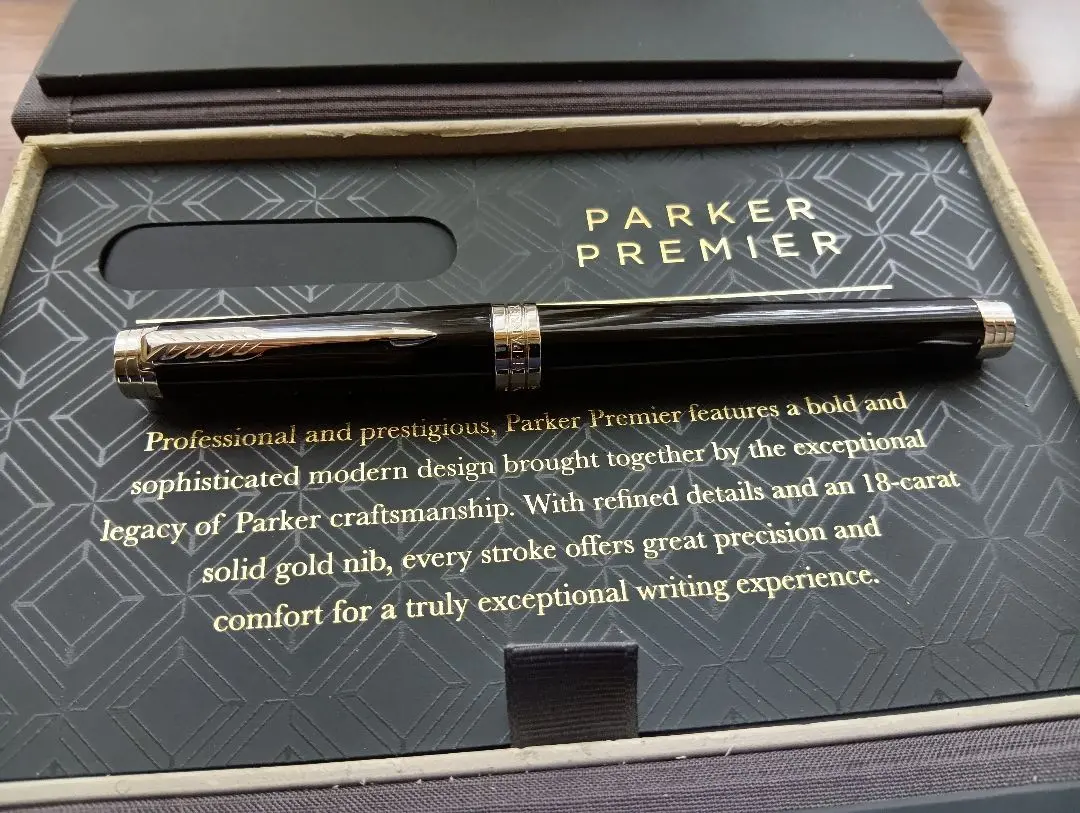 PARKER
PREMIER
Professional and prestigious, Parker Premier features a bold and
sophisticated modern design brought together by the exceptional
legacy of Parker craftsmanship. With refined details and an 18-carat
solid gold nib, every stroke offers great precision and
comfort for a truly exceptional writing experience.